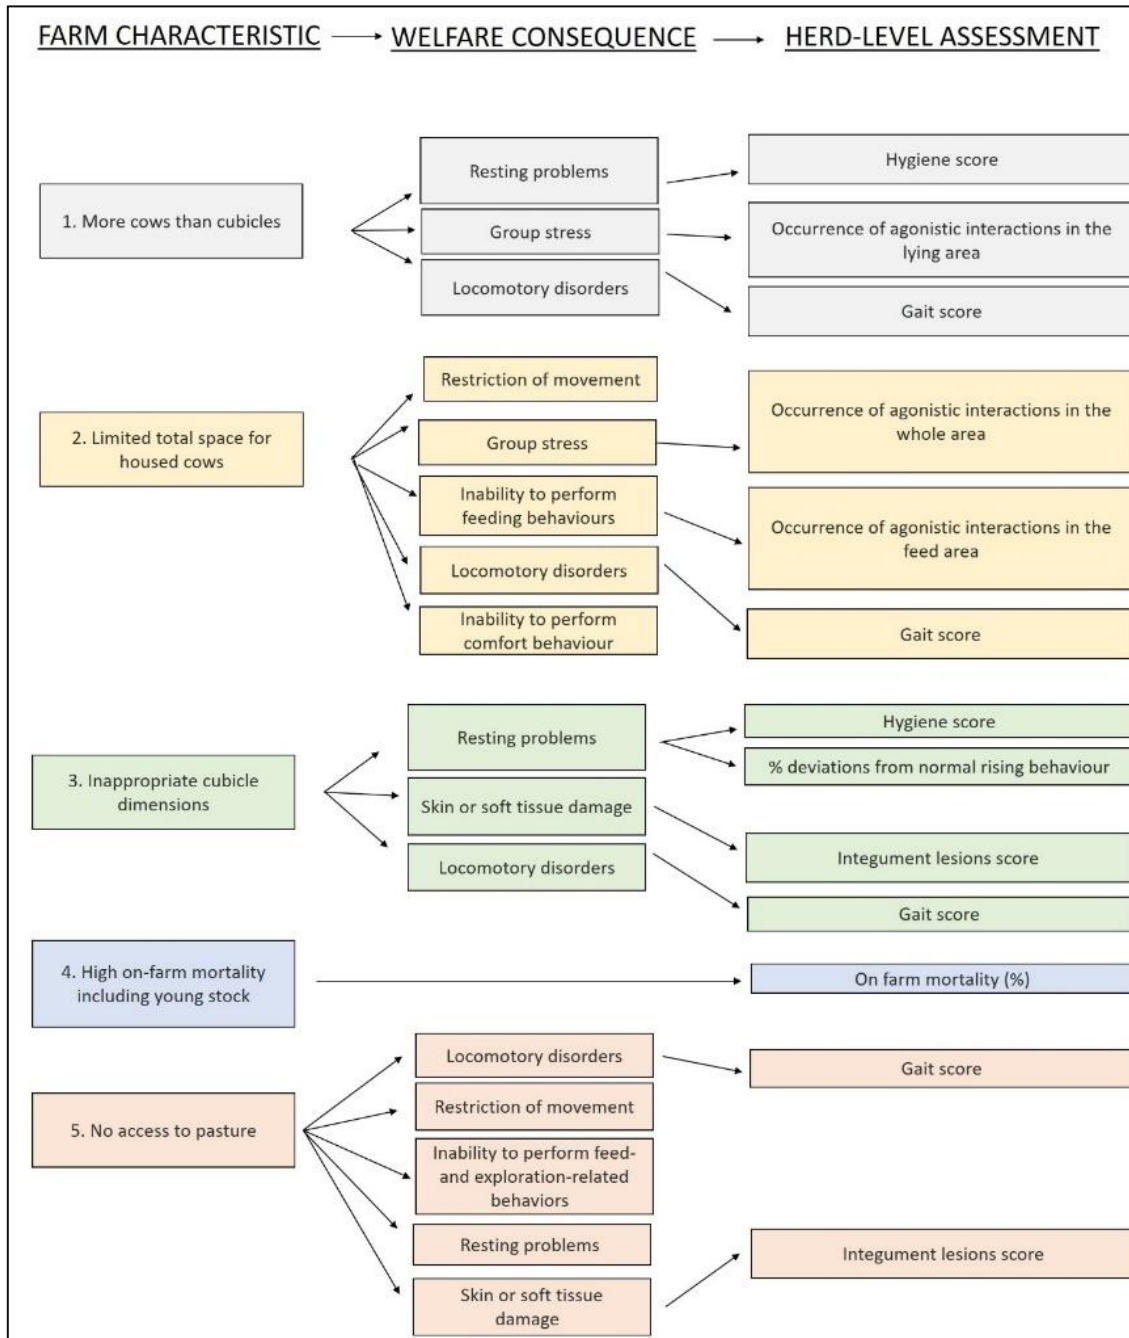 FARM CHARACTERISTIC
WELFARE CONSEQUENCE
HERD-LEVEL ASSESSMENT
1. More cows than cubicles
Resting problems
Group stress
Locomotory disorders
Hygiene score
Occurrence of agonistic interactions in the
lying area
Gait score
2. Limited total space for
housed cows
Restriction of movement
Group stress
Inability to perform
feeding behaviours
Locomotory disorders
Inability to perform
comfort behaviour
Occurrence of agonistic interactions in the
whole area
Occurrence of agonistic interactions in the
feed area
Gait score
3. Inappropriate cubicle
dimensions
Resting problems
Skin or soft tissue damage
Locomotory disorders
Hygiene score
% deviations from normal rising behaviour
Integument lesions score
Gait score
4. High on-farm mortality
including young stock
On farm mortality (%)
5. No access to pasture
Locomotory disorders
Restriction of movement
Inability to perform feed-
and exploration-related
behaviors
Resting problems
Skin or soft tissue
damage
Gait score
Integument lesions score